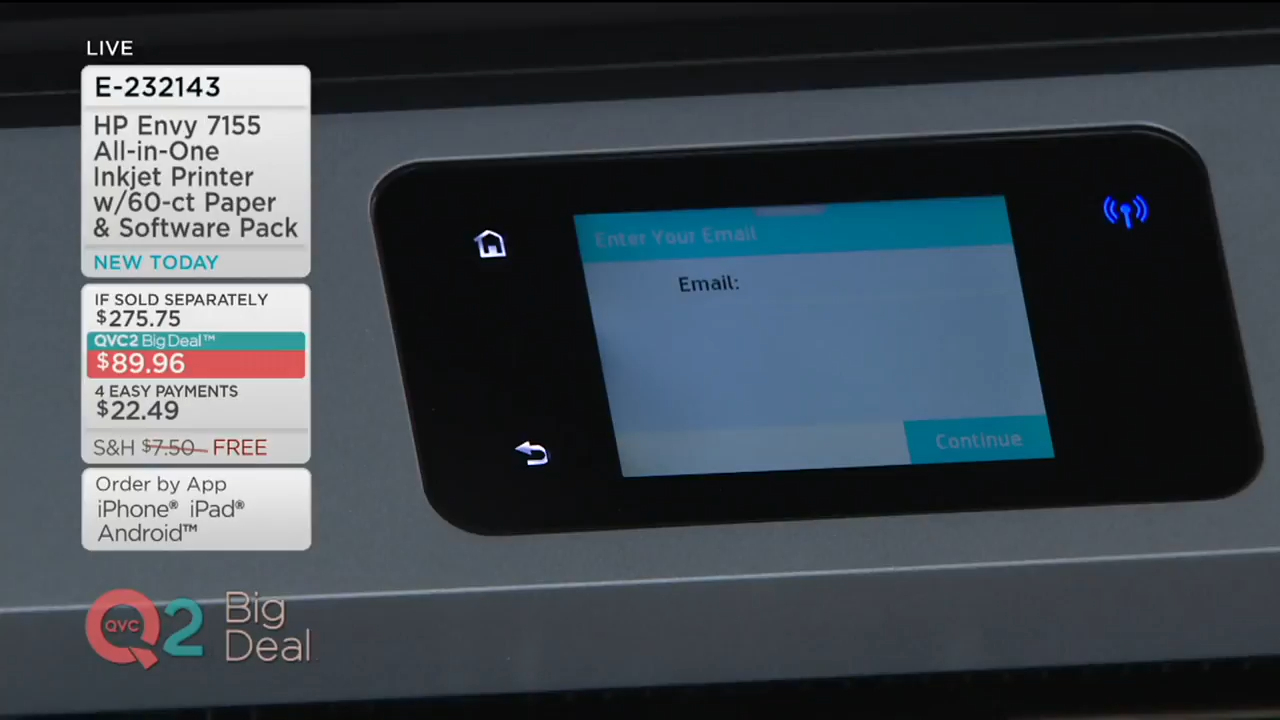 LIVE
E-232143
HP Envy 7155
All-in-One
Inkjet Printer
w/60-ct Paper
& Software Pack
NEW TODAY
IF SOLD SEPARATELY
$275.75
QVC2 Big Deal™
$89.96
4 EASY PAYMENTS
$22.49
S&H $7.50 FREE
Order by App
iPhone® iPad®
Android™
QVC
Q2 Big
Deal
Enter Your Email
Email:
Continue